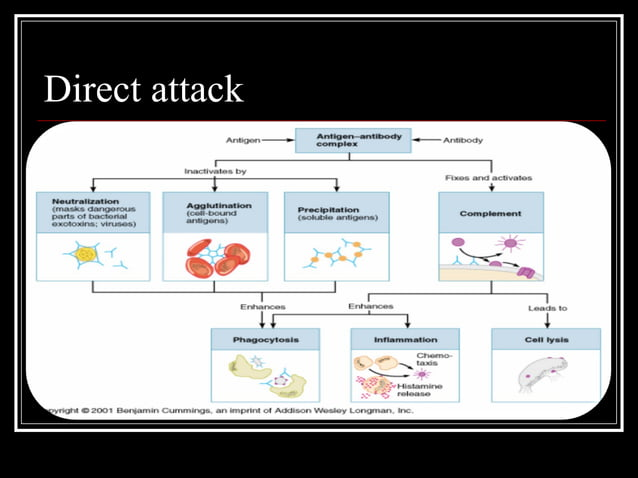 Direct attack
Antigen
Antigen–antibody
complex
Antibody
Inactivates by
Fixes and activates
Neutralization
(masks dangerous
parts of bacterial
exotoxins; viruses)
Agglutination
(cell-bound
antigens)
Precipitation
(soluble antigens)
Complement
Enhances
Enhances
Leads to
Phagocytosis
Inflammation
Chemo-
taxis
Histamine
release
Cell lysis
opyright © 2001 Benjamin Cummings, an imprint of Addison Wesley Longman, Inc.